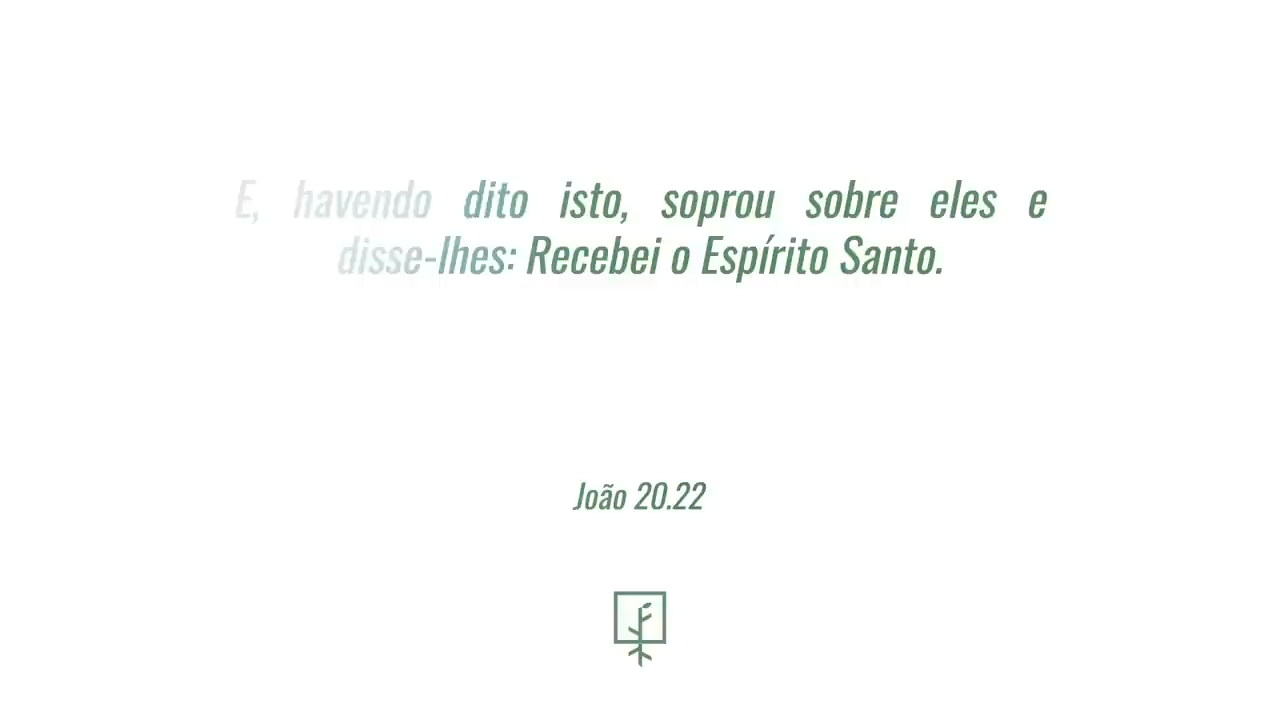 E, havendo dito isto, soprou sobre eles e
disse-lhes: Recebei o Espírito Santo.
João 20.22